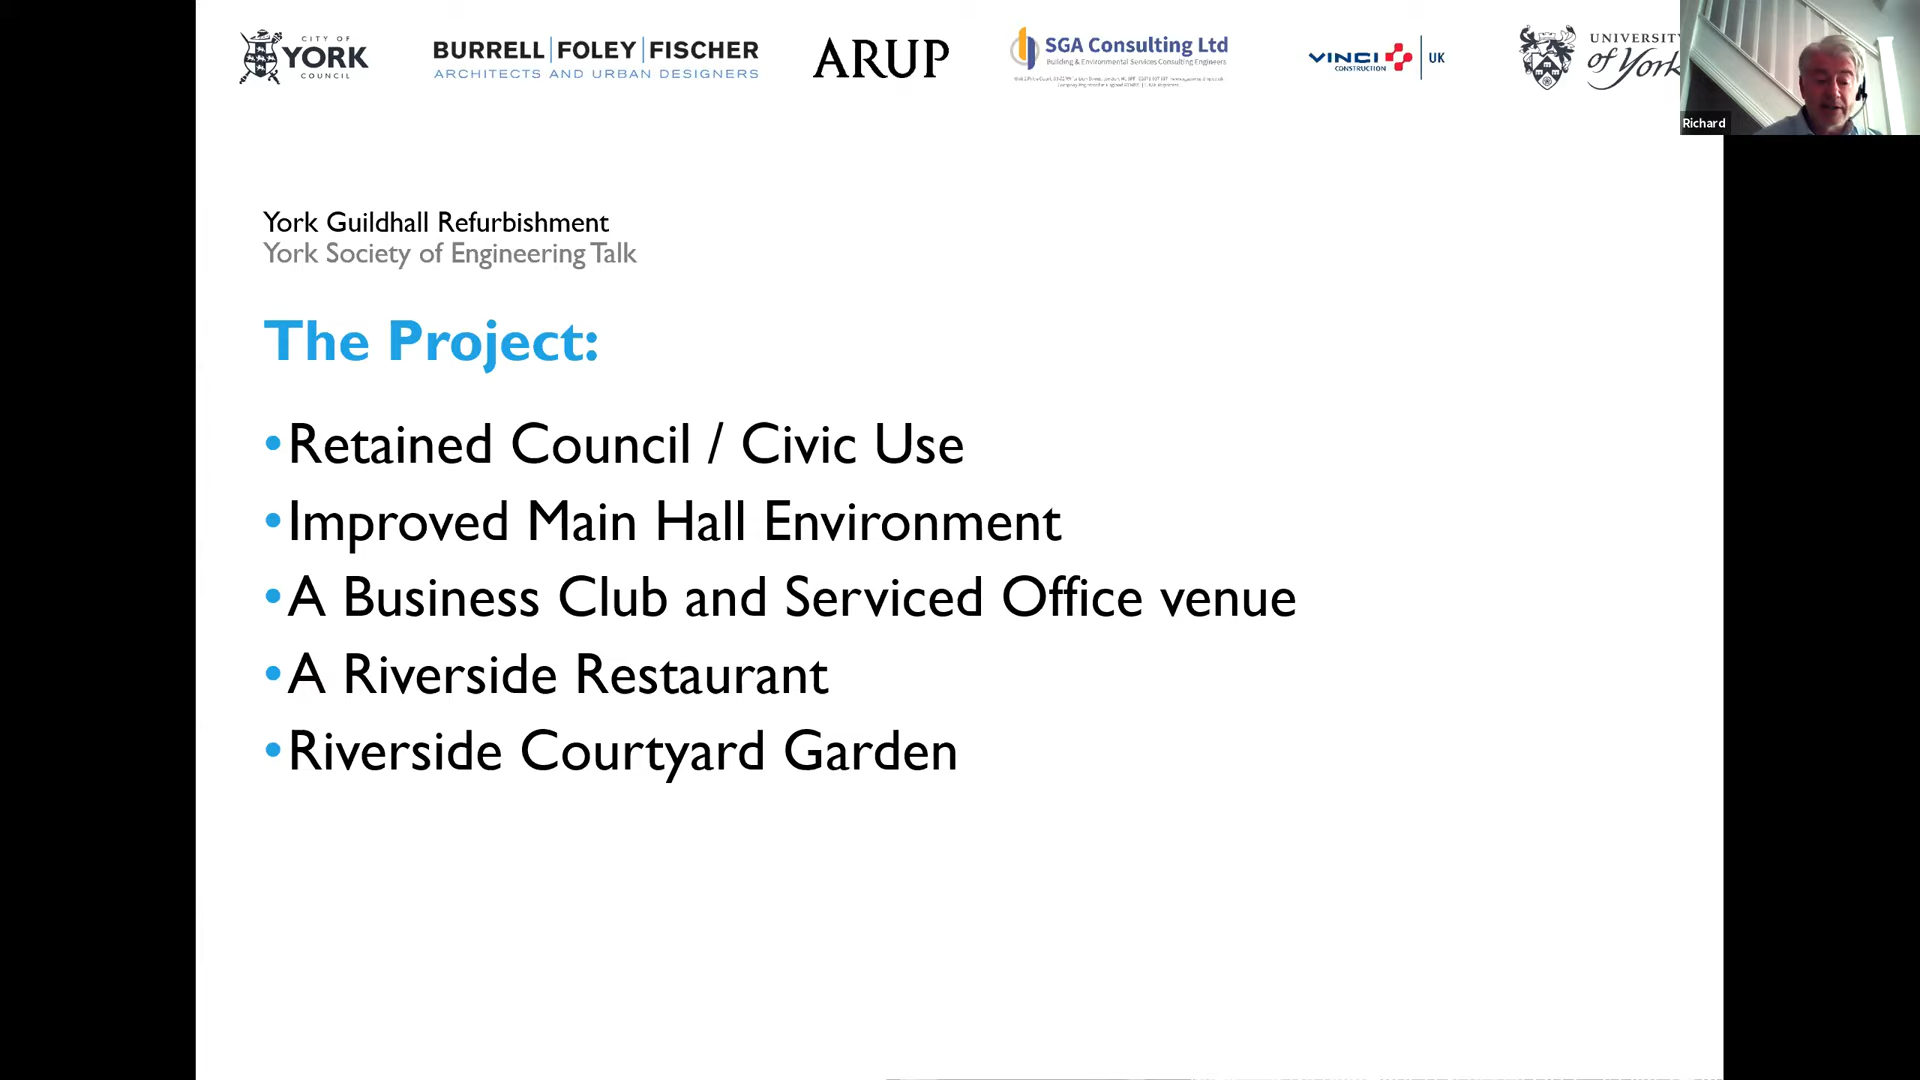 CITY OF
YORK
COUNCIL
BURRELL|FOLEY|FISCHER
ARCHITECTS AND URBAN DESIGNERS
ARUP
SGA Consulting Ltd
Building & Environmental Services Consulting Engineers
VINCI
CONSTRUCTION
UK
UNIVERSITY
of York
Richard
York Guildhall Refurbishment
York Society of Engineering Talk
The Project:
•Retained Council / Civic Use
•Improved Main Hall Environment
•A Business Club and Serviced Office venue
•A Riverside Restaurant
•Riverside Courtyard Garden